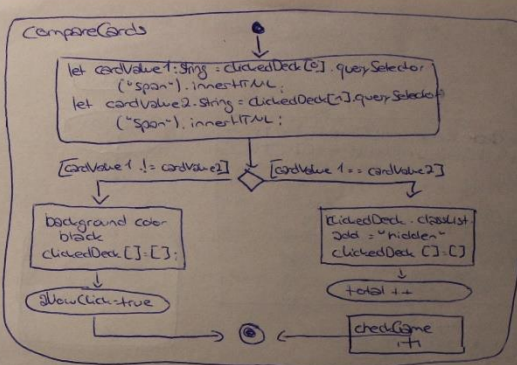 compareCards
let cardValue1:String = clickedDeck[0].querySelector
("span").innerHTML;
let cardValue2:String = clickedDeck[1].querySelector
("span").innerHTML;
[cardValue1 != cardValue2]
[cardValue1 == cardValue2]
background color
black
clickedDeck []=[];
allowClick=true
clickedDeck.classList.
add = "hidden"
clickedDeck []=[]
total ++
checkGame